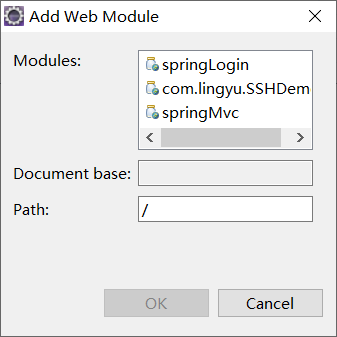 Add Web Module
Modules:
springLogin
com.lingyu.SSHDem
springMvc
Document base:
Path:
/
OK
Cancel